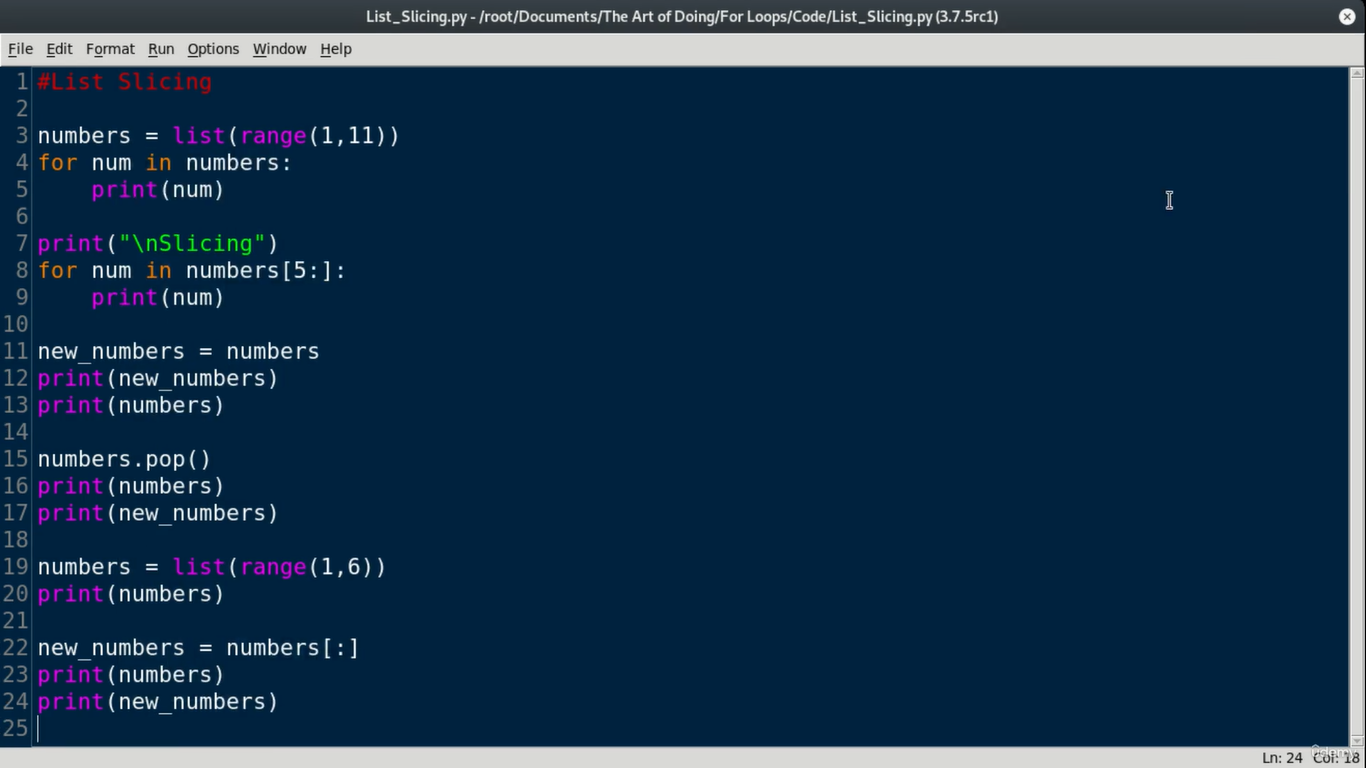 List_Slicing.py - /root/Documents/The Art of Doing/For Loops/Code/List_Slicing.py (3.7.5rc1)
File Edit Format Run Options Window Help
1 #List Slicing
2
3 numbers = list(range(1,11))
4 for num in numbers:
5     print(num)
6
7 print("\nSlicing")
8 for num in numbers[5:]:
9     print(num)
10
11 new_numbers = numbers
12 print(new_numbers)
13 print(numbers)
14
15 numbers.pop()
16 print(numbers)
17 print(new_numbers)
18
19 numbers = list(range(1,6))
20 print(numbers)
21
22 new_numbers = numbers[:]
23 print(numbers)
24 print(new_numbers)
25
Ln: 24 Col: 18
ûdemy